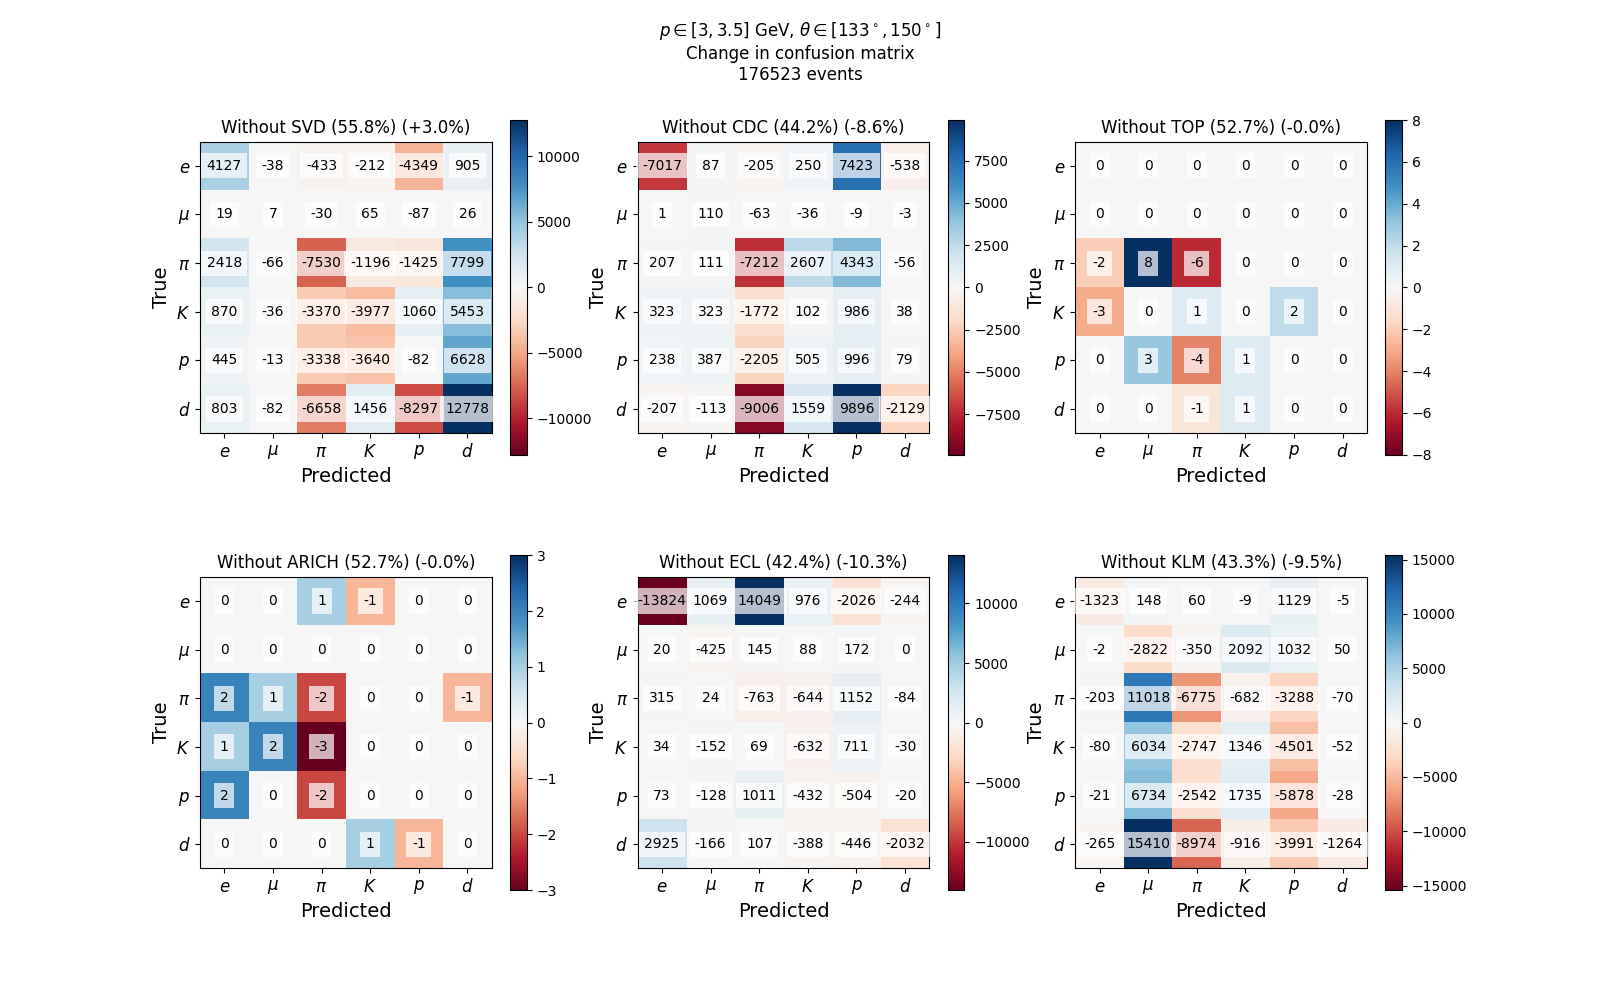 p ∈ [3, 3.5] GeV, θ ∈ [133°, 150°]
Change in confusion matrix
176523 events
Without SVD (55.8%) (+3.0%)
e 4127 -38 -433 -212 -4349 905
μ 19 7 -30 65 -87 26
π 2418 -66 -7530 -1196 -1425 7799
K 870 -36 -3370 -3977 1060 5453
p 445 -13 -3338 -3640 -82 6628
d 803 -82 -6658 1456 -8297 12778
e μ π K p d
Predicted
True
10000
5000
0
−5000
−10000
Without CDC (44.2%) (-8.6%)
e -7017 87 -205 250 7423 -538
μ 1 110 -63 -36 -9 -3
π 207 111 -7212 2607 4343 -56
K 323 323 -1772 102 986 38
p 238 387 -2205 505 996 79
d -207 -113 -9006 1559 9896 -2129
e μ π K p d
Predicted
True
7500
5000
2500
0
−2500
−5000
−7500
Without TOP (52.7%) (-0.0%)
e 0 0 0 0 0 0
μ 0 0 0 0 0 0
π -2 8 -6 0 0 0
K -3 0 1 0 2 0
p 0 3 -4 1 0 0
d 0 0 -1 1 0 0
e μ π K p d
Predicted
True
8
6
4
2
0
−2
−4
−6
−8
Without ARICH (52.7%) (-0.0%)
e 0 0 1 -1 0 0
μ 0 0 0 0 0 0
π 2 1 -2 0 0 -1
K 1 2 -3 0 0 0
p 2 0 -2 0 0 0
d 0 0 0 1 -1 0
e μ π K p d
Predicted
True
3
2
1
0
−1
−2
−3
Without ECL (42.4%) (-10.3%)
e -13824 1069 14049 976 -2026 -244
μ 20 -425 145 88 172 0
π 315 24 -763 -644 1152 -84
K 34 -152 69 -632 711 -30
p 73 -128 1011 -432 -504 -20
d 2925 -166 107 -388 -446 -2032
e μ π K p d
Predicted
True
10000
5000
0
−5000
−10000
Without KLM (43.3%) (-9.5%)
e -1323 148 60 -9 1129 -5
μ -2 -2822 -350 2092 1032 50
π -203 11018 -6775 -682 -3288 -70
K -80 6034 -2747 1346 -4501 -52
p -21 6734 -2542 1735 -5878 -28
d -265 15410 -8974 -916 -3991 -1264
e μ π K p d
Predicted
True
15000
10000
5000
0
−5000
−10000
−15000